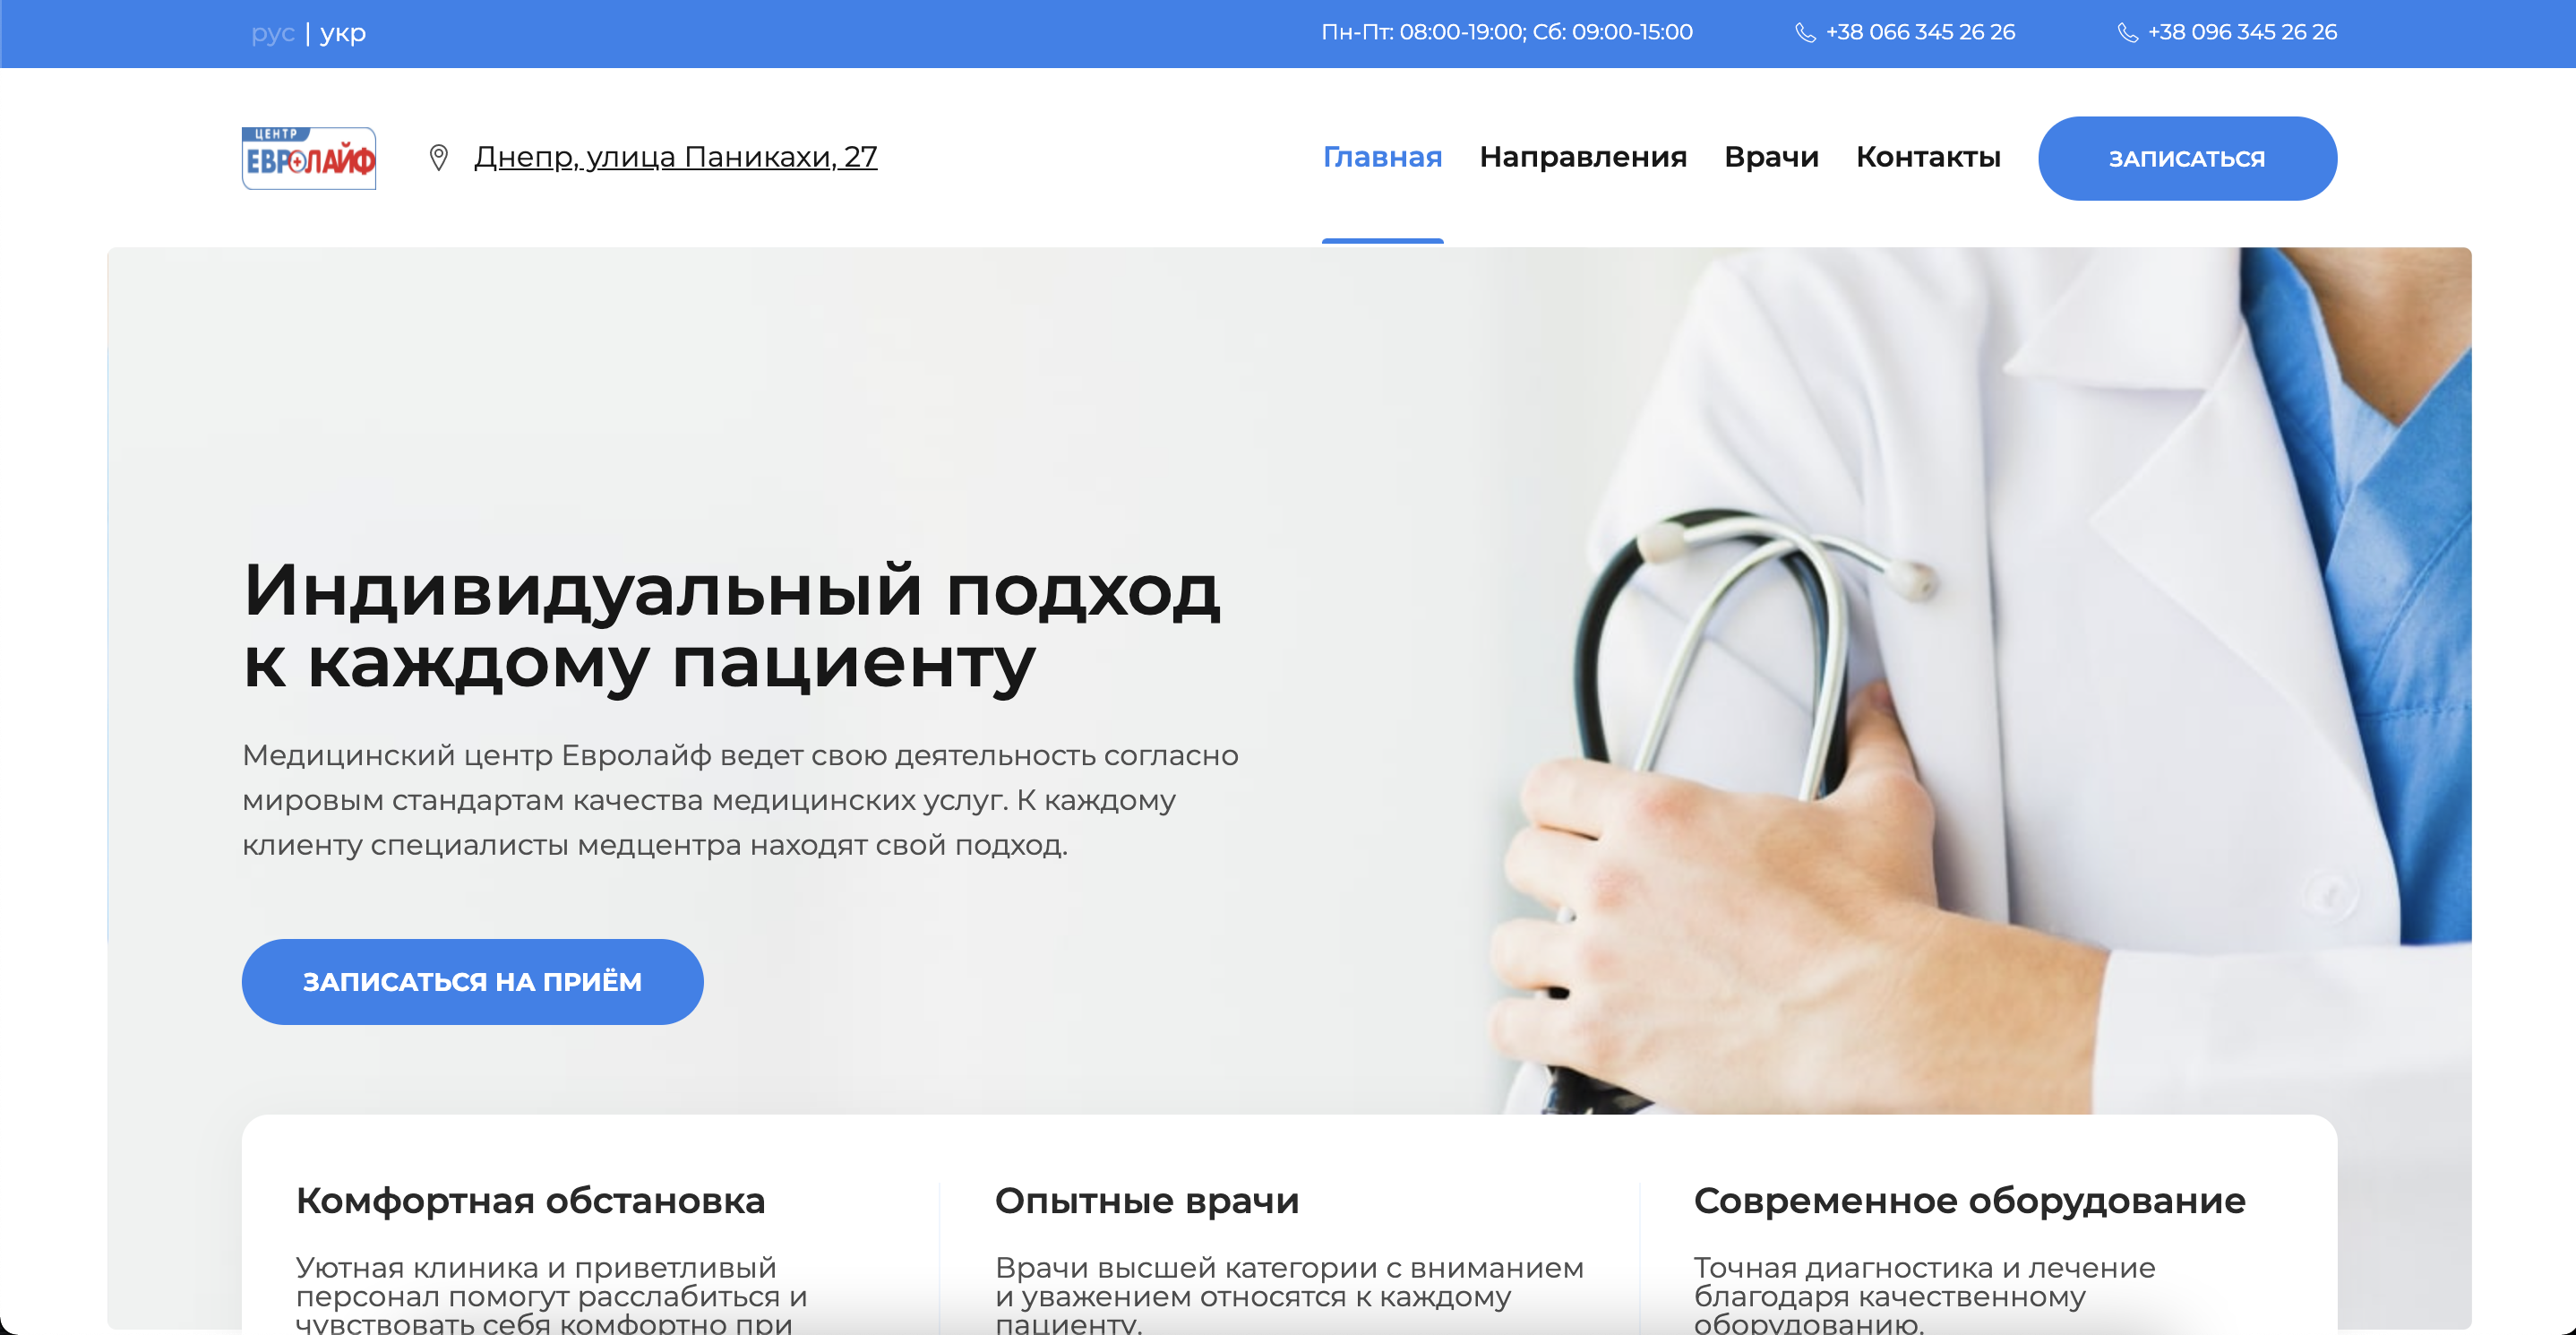 рус | укр
Пн-Пт: 08:00-19:00; Сб: 09:00-15:00
+38 066 345 26 26
+38 096 345 26 26
ЦЕНТР
ЕВРОЛАЙФ
Днепр, улица Паникахи, 27
Главная
Направления
Врачи
Контакты
ЗАПИСАТЬСЯ
Индивидуальный подход
к каждому пациенту
Медицинский центр Евролайф ведет свою деятельность согласно
мировым стандартам качества медицинских услуг. К каждому
клиенту специалисты медцентра находят свой подход.
ЗАПИСАТЬСЯ НА ПРИЁМ
Комфортная обстановка
Уютная клиника и приветливый
персонал помогут расслабиться и
чувствовать себя комфортно при
Опытные врачи
Врачи высшей категории с вниманием
и уважением относятся к каждому
пациенту.
Современное оборудование
Точная диагностика и лечение
благодаря качественному
оборудованию.